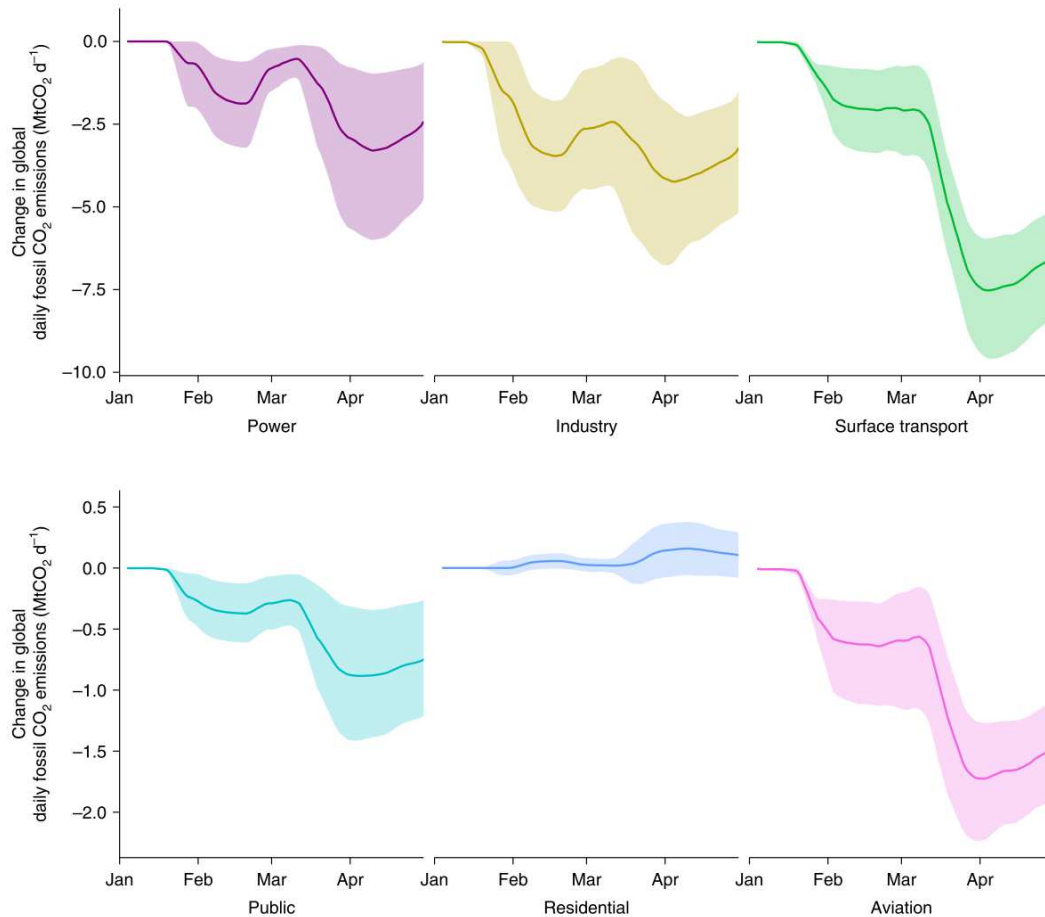 Change in global
daily fossil CO₂ emissions (MtCO₂ d⁻¹)
0.0
−2.5
−5.0
−7.5
−10.0
Jan Feb Mar Apr Jan Feb Mar Apr Jan Feb Mar Apr
Power Industry Surface transport
Change in global
daily fossil CO₂ emissions (MtCO₂ d⁻¹)
0.5
0.0
−0.5
−1.0
−1.5
−2.0
Jan Feb Mar Apr Jan Feb Mar Apr Jan Feb Mar Apr
Public Residential Aviation